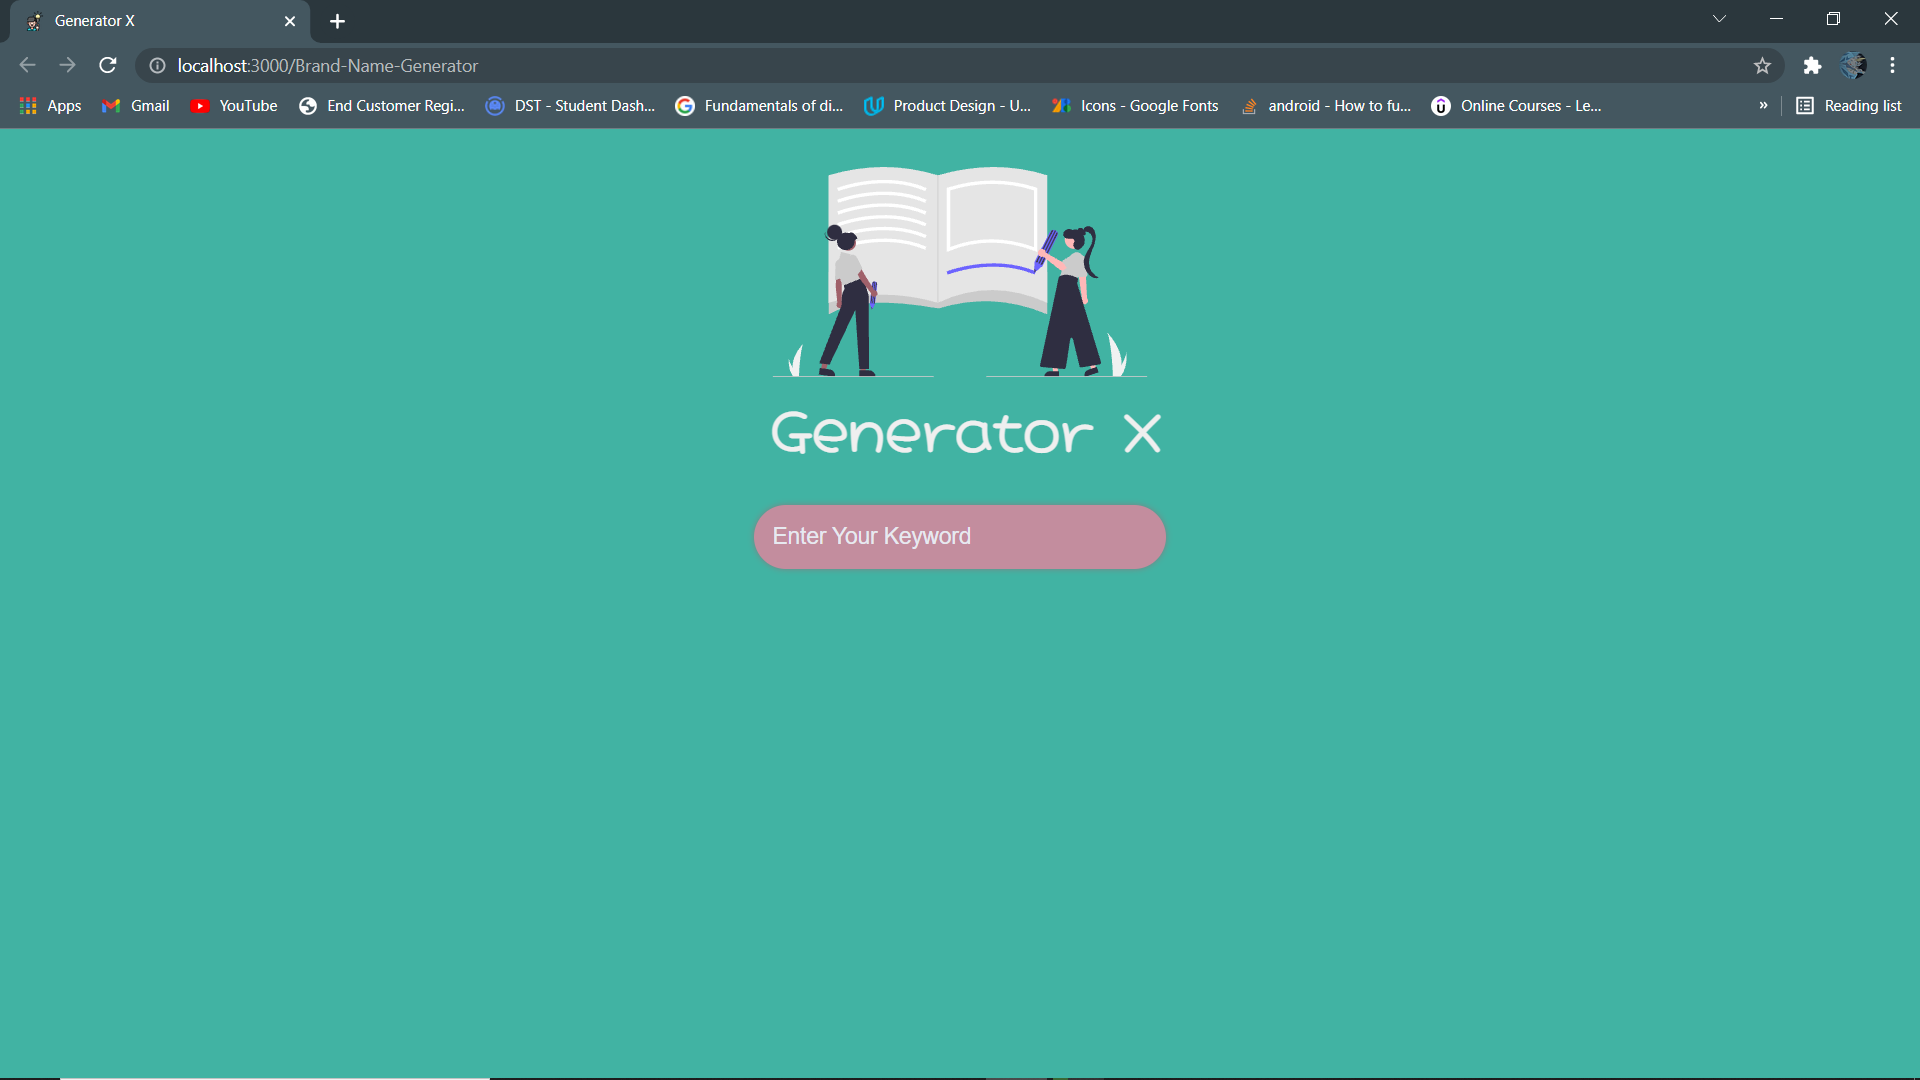 Generator X
localhost:3000/Brand-Name-Generator
Apps Gmail YouTube End Customer Regi... DST - Student Dash... Fundamentals of di... Product Design - U... Icons - Google Fonts android - How to fu... Online Courses - Le... » Reading list
Generator X
Enter Your Keyword